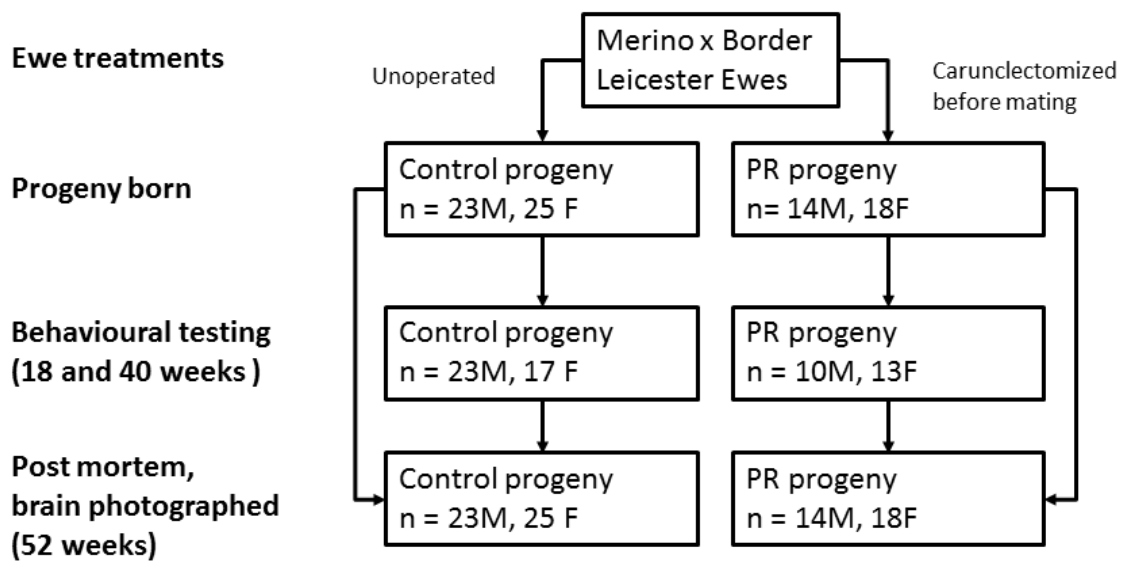 Ewe treatments
Unoperated
Merino x Border
Leicester Ewes
Carunclectomized
before mating
Progeny born
Control progeny
n = 23M, 25 F
PR progeny
n= 14M, 18F
Behavioural testing
(18 and 40 weeks )
Control progeny
n = 23M, 17 F
PR progeny
n = 10M, 13F
Post mortem,
brain photographed
(52 weeks)
Control progeny
n = 23M, 25 F
PR progeny
n = 14M, 18F